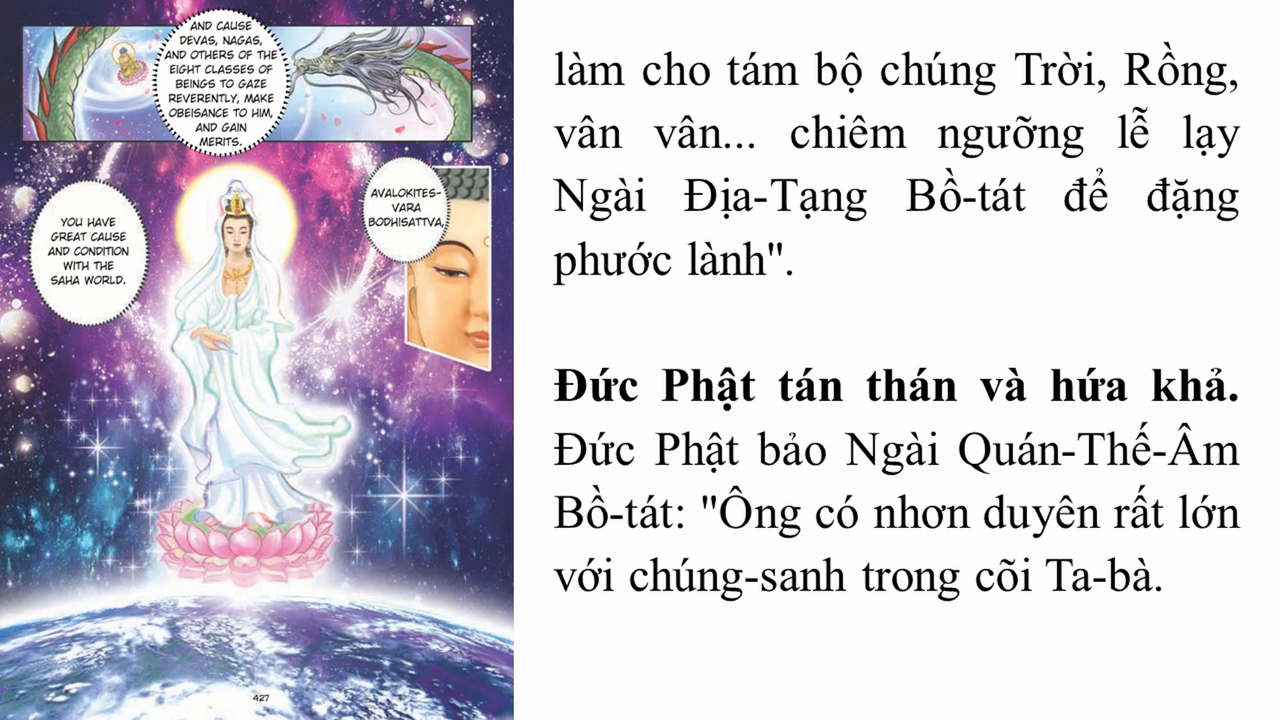 AND CAUSE
DEVAS, NAGAS,
AND OTHERS OF THE
EIGHT CLASSES OF
BEINGS TO GAZE
REVERENTLY, MAKE
OBEISANCE TO HIM,
AND GAIN
MERITS.
AVALOKITES-
VARA
BODHISATTVA,
YOU HAVE
GREAT CAUSE
AND CONDITION
WITH THE
SAHA WORLD.
427
làm cho tám bộ chúng Trời, Rồng,
vân vân... chiêm ngưỡng lễ lạy
Ngài Địa-Tạng Bồ-tát để đặng
phước lành".
Đức Phật tán thán và hứa khả.
Đức Phật bảo Ngài Quán-Thế-Âm
Bồ-tát: "Ông có nhơn duyên rất lớn
với chúng-sanh trong cõi Ta-bà.